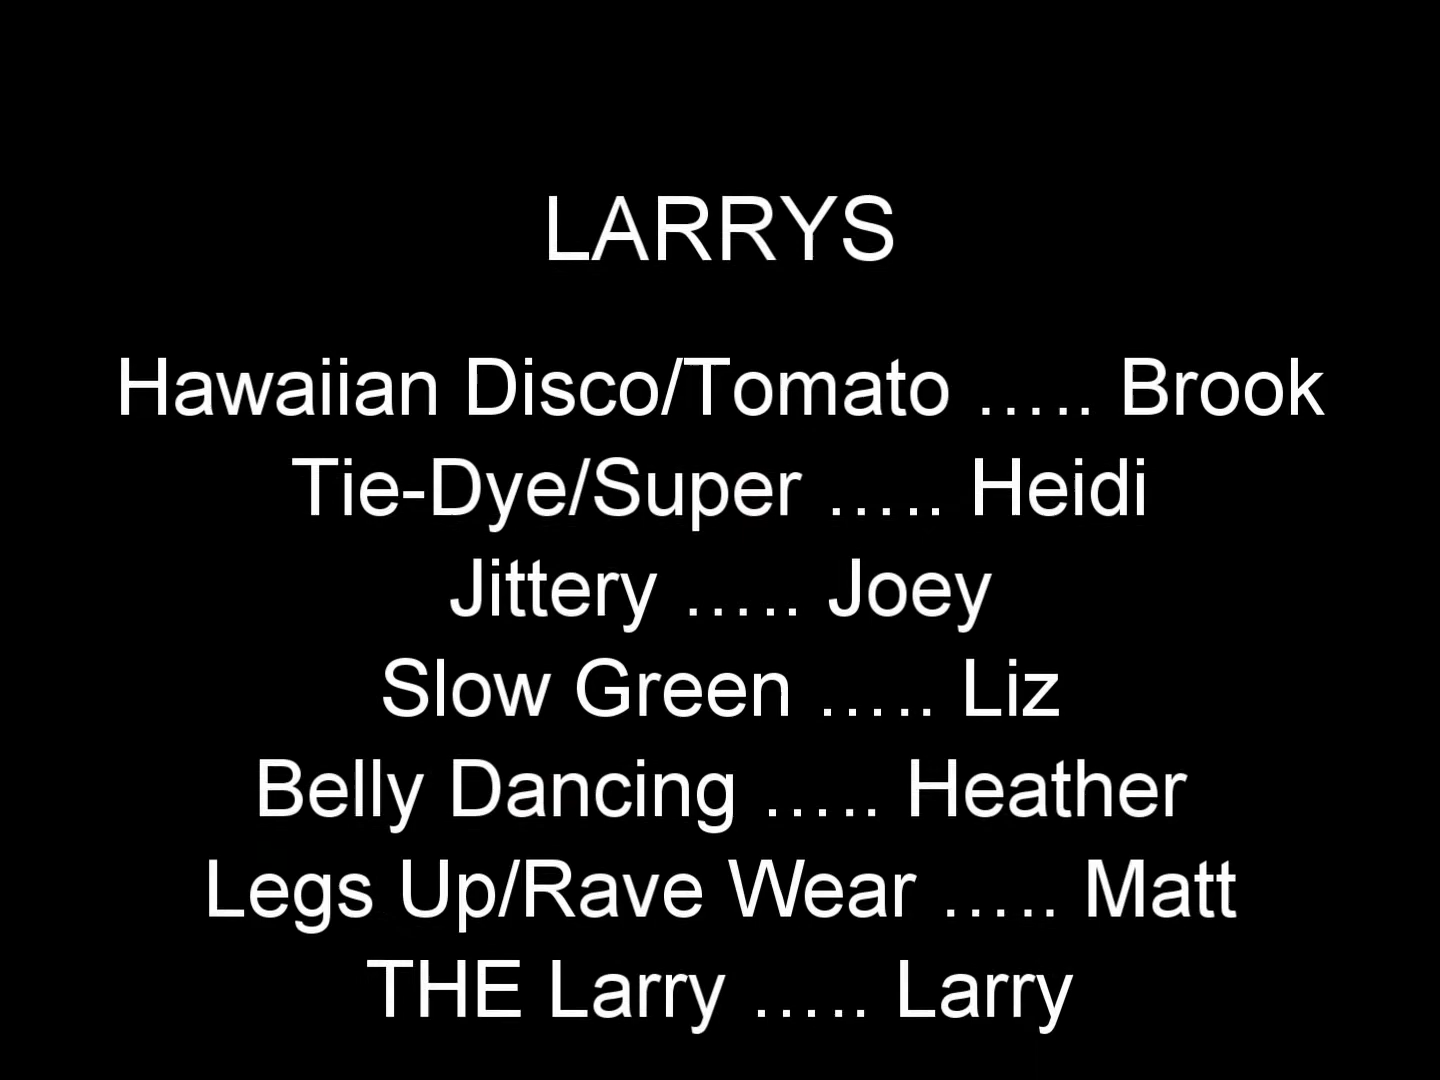 LARRYS
Hawaiian Disco/Tomato ….. Brook
Tie-Dye/Super ….. Heidi
Jittery ….. Joey
Slow Green ….. Liz
Belly Dancing ….. Heather
Legs Up/Rave Wear ….. Matt
THE Larry ….. Larry